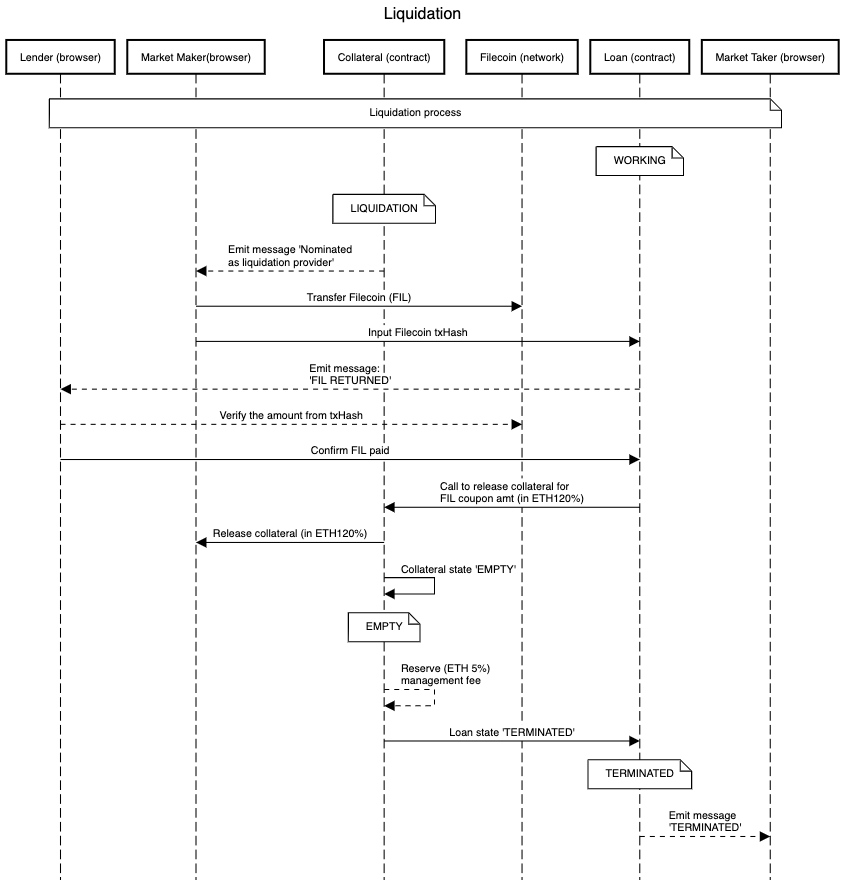 Liquidation
Lender (browser)
Market Maker(browser)
Collateral (contract)
Filecoin (network)
Loan (contract)
Market Taker (browser)
Liquidation process
WORKING
LIQUIDATION
Emit message 'Nominated
as liquidation provider'
Transfer Filecoin (FIL)
Input Filecoin txHash
Emit message:
'FIL RETURNED'
Verify the amount from txHash
Confirm FIL paid
Call to release collateral for
FIL coupon amt (in ETH120%)
Release collateral (in ETH120%)
Collateral state 'EMPTY'
EMPTY
Reserve (ETH 5%)
management fee
Loan state 'TERMINATED'
TERMINATED
Emit message
'TERMINATED'